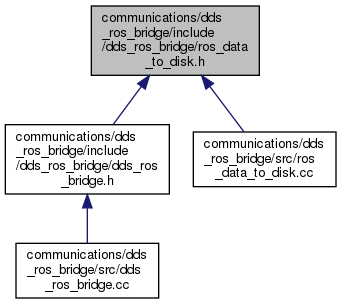 communications/dds
_ros_bridge/include
/dds_ros_bridge/ros_data
_to_disk.h
communications/dds
_ros_bridge/include
/dds_ros_bridge/dds_ros
_bridge.h
communications/dds
_ros_bridge/src/ros
_data_to_disk.cc
communications/dds
_ros_bridge/src/dds
_ros_bridge.cc